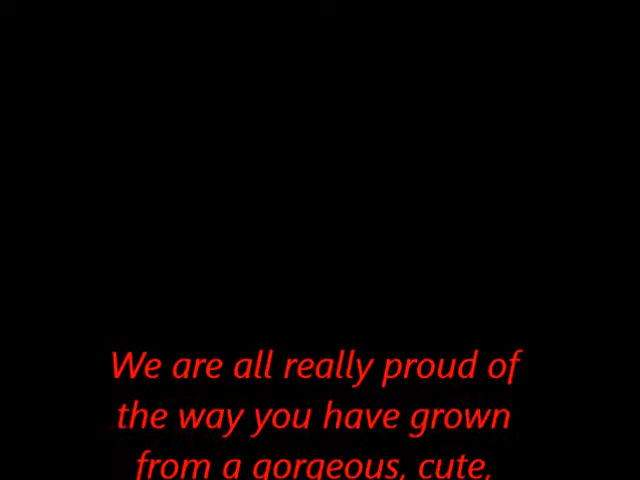 We are all really proud of
the way you have grown
from a gorgeous, cute,